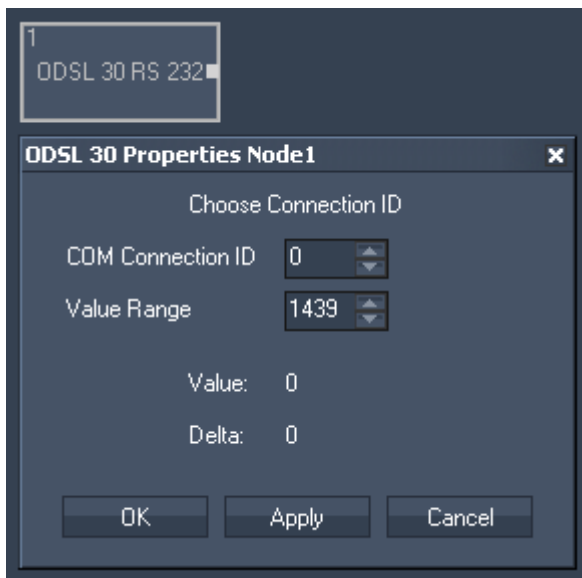 1
ODSL 30 RS 232
ODSL 30 Properties Node1
Choose Connection ID
COM Connection ID 0
Value Range 1439
Value: 0
Delta: 0
OK Apply Cancel